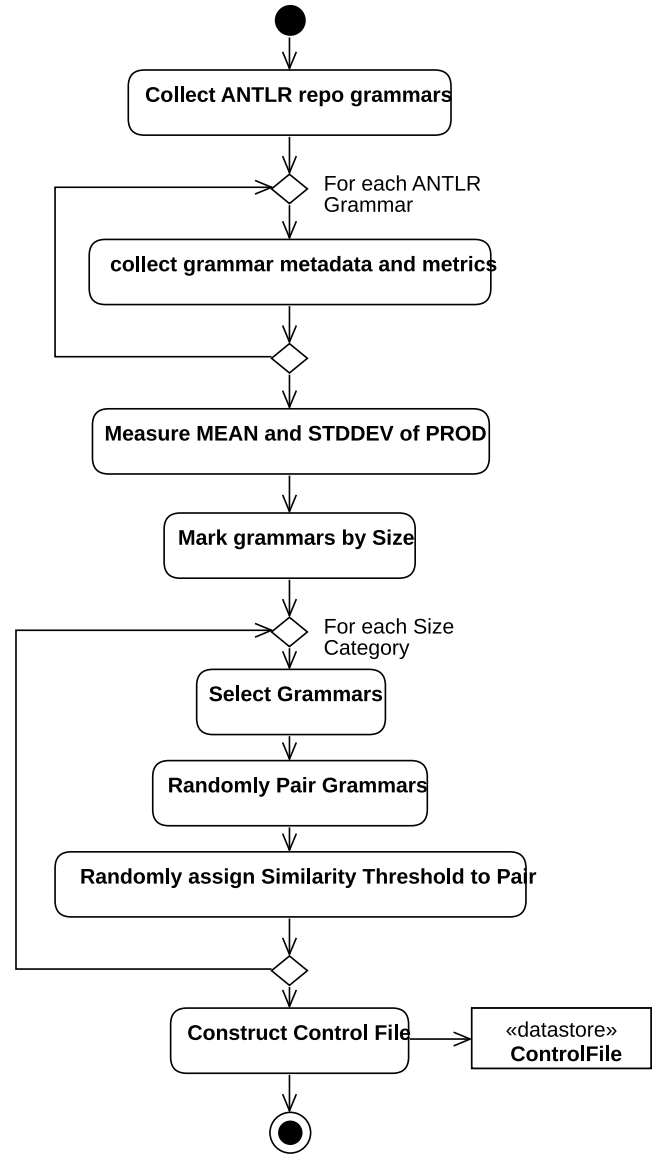 Collect ANTLR repo grammars
For each ANTLR
Grammar
collect grammar metadata and metrics
Measure MEAN and STDDEV of PROD
Mark grammars by Size
For each Size
Category
Select Grammars
Randomly Pair Grammars
Randomly assign Similarity Threshold to Pair
Construct Control File
«datastore»
ControlFile